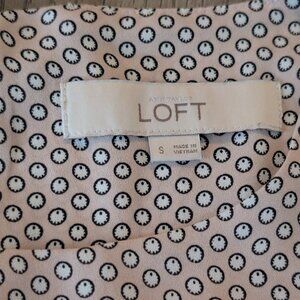 ANN TAYLOR
LOFT
S
MADE IN
VIETNAM